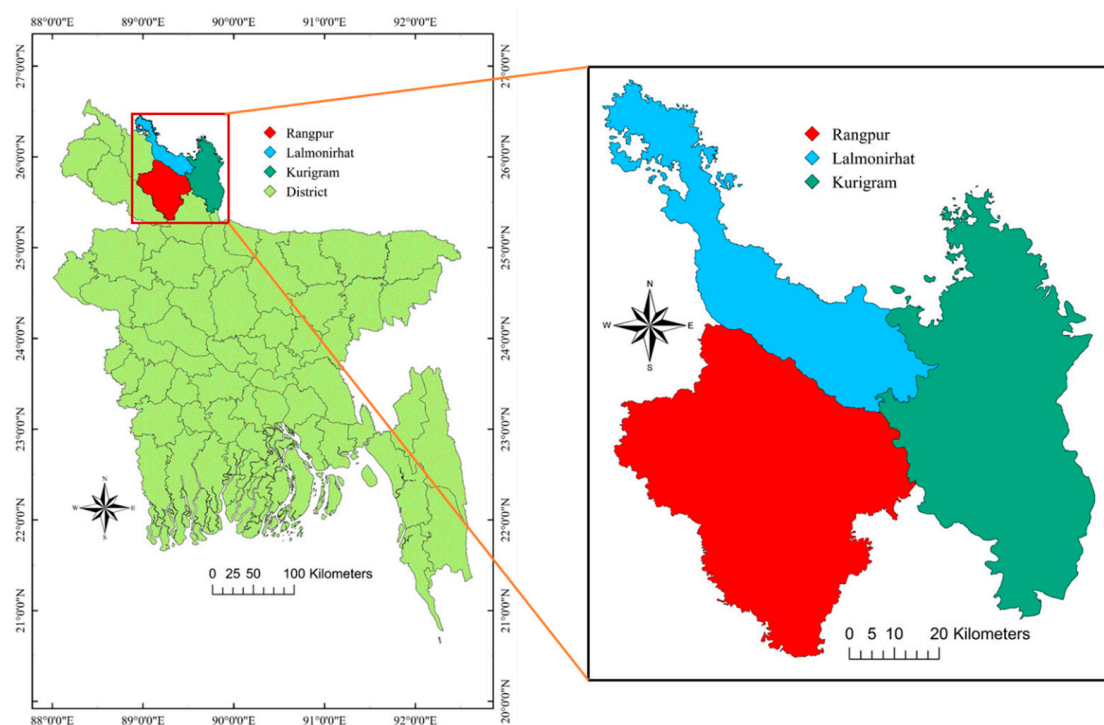 88°0'0"E 89°0'0"E 90°0'0"E 91°0'0"E 92°0'0"E
27°0'0"N
26°0'0"N
25°0'0"N
24°0'0"N
23°0'0"N
22°0'0"N
21°0'0"N
Rangpur
Lalmonirhat
Kurigram
District
N
W E
S
0 25 50 100 Kilometers
27°0'0"N
26°0'0"N
25°0'0"N
24°0'0"N
23°0'0"N
22°0'0"N
21°0'0"N
20°0'0"N
88°0'0"E 89°0'0"E 90°0'0"E 91°0'0"E 92°0'0"E
Rangpur
Lalmonirhat
Kurigram
N
W E
S
0 5 10 20 Kilometers